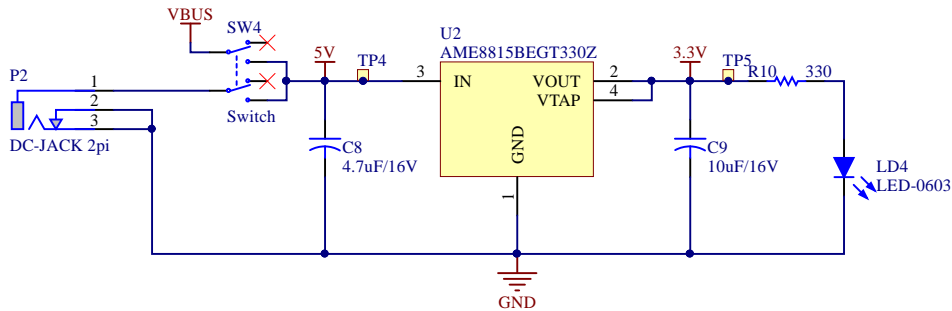 VBUS
SW4
Switch
P2
1
2
3
DC-JACK 2pi
5V
TP4
C8
4.7uF/16V
U2
AME8815BEGT330Z
3
IN
VOUT
2
VTAP
4
GND
1
GND
3.3V
TP5
C9
10uF/16V
R10
330
LD4
LED-0603